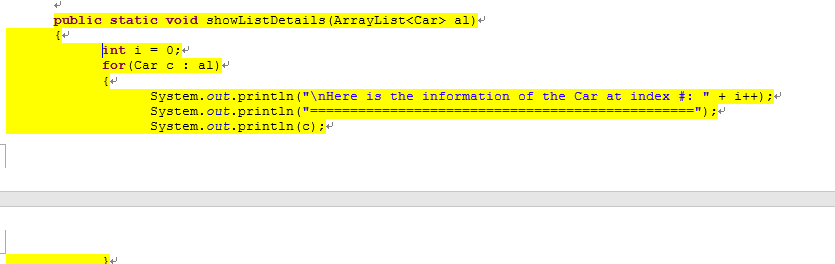 public static void showListDetails(ArrayList<Car> al)
{
int i = 0;
for(Car c : al)
{
System.out.println("\nHere is the information of the Car at index #: " + i++);
System.out.println("================================================");
System.out.println(c);
}